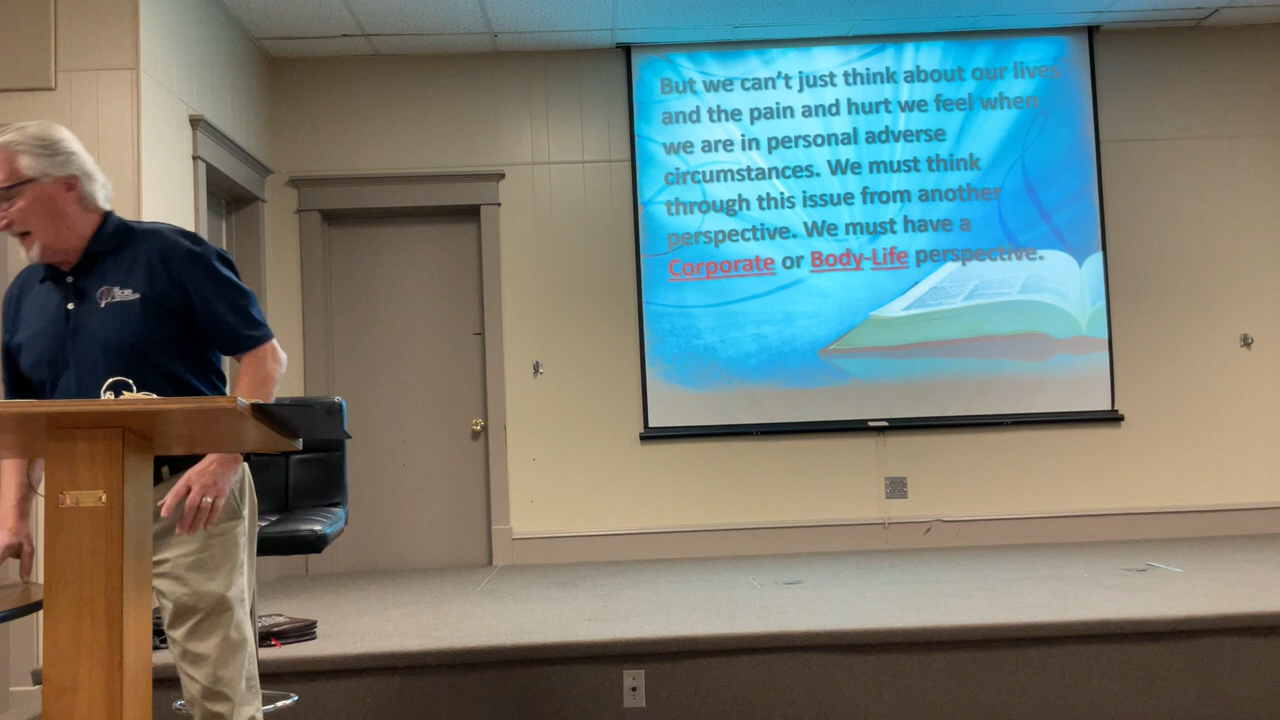 But we can't just think about our lives
and the pain and hurt we feel when
we are in personal adverse
circumstances. We must think
through this issue from another
perspective. We must have a
Corporate or Body-Life perspective.